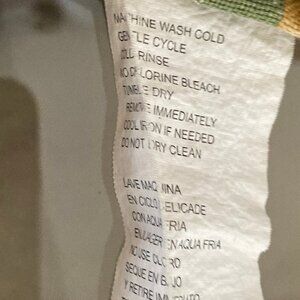 MACHINE WASH COLD
GENTLE CYCLE
COLD RINSE
NO CHLORINE BLEACH
TUMBLE DRY
REMOVE IMMEDIATELY
COOL IRON IF NEEDED
DO NOT DRY CLEAN
LAVE MAQUINA
EN CICLO DELICADE
CON AQUA FRIA
ENJAGER EN AQUA FRIA
NO USE CLORO
SEQUE EN BAJO
Y RETIRE